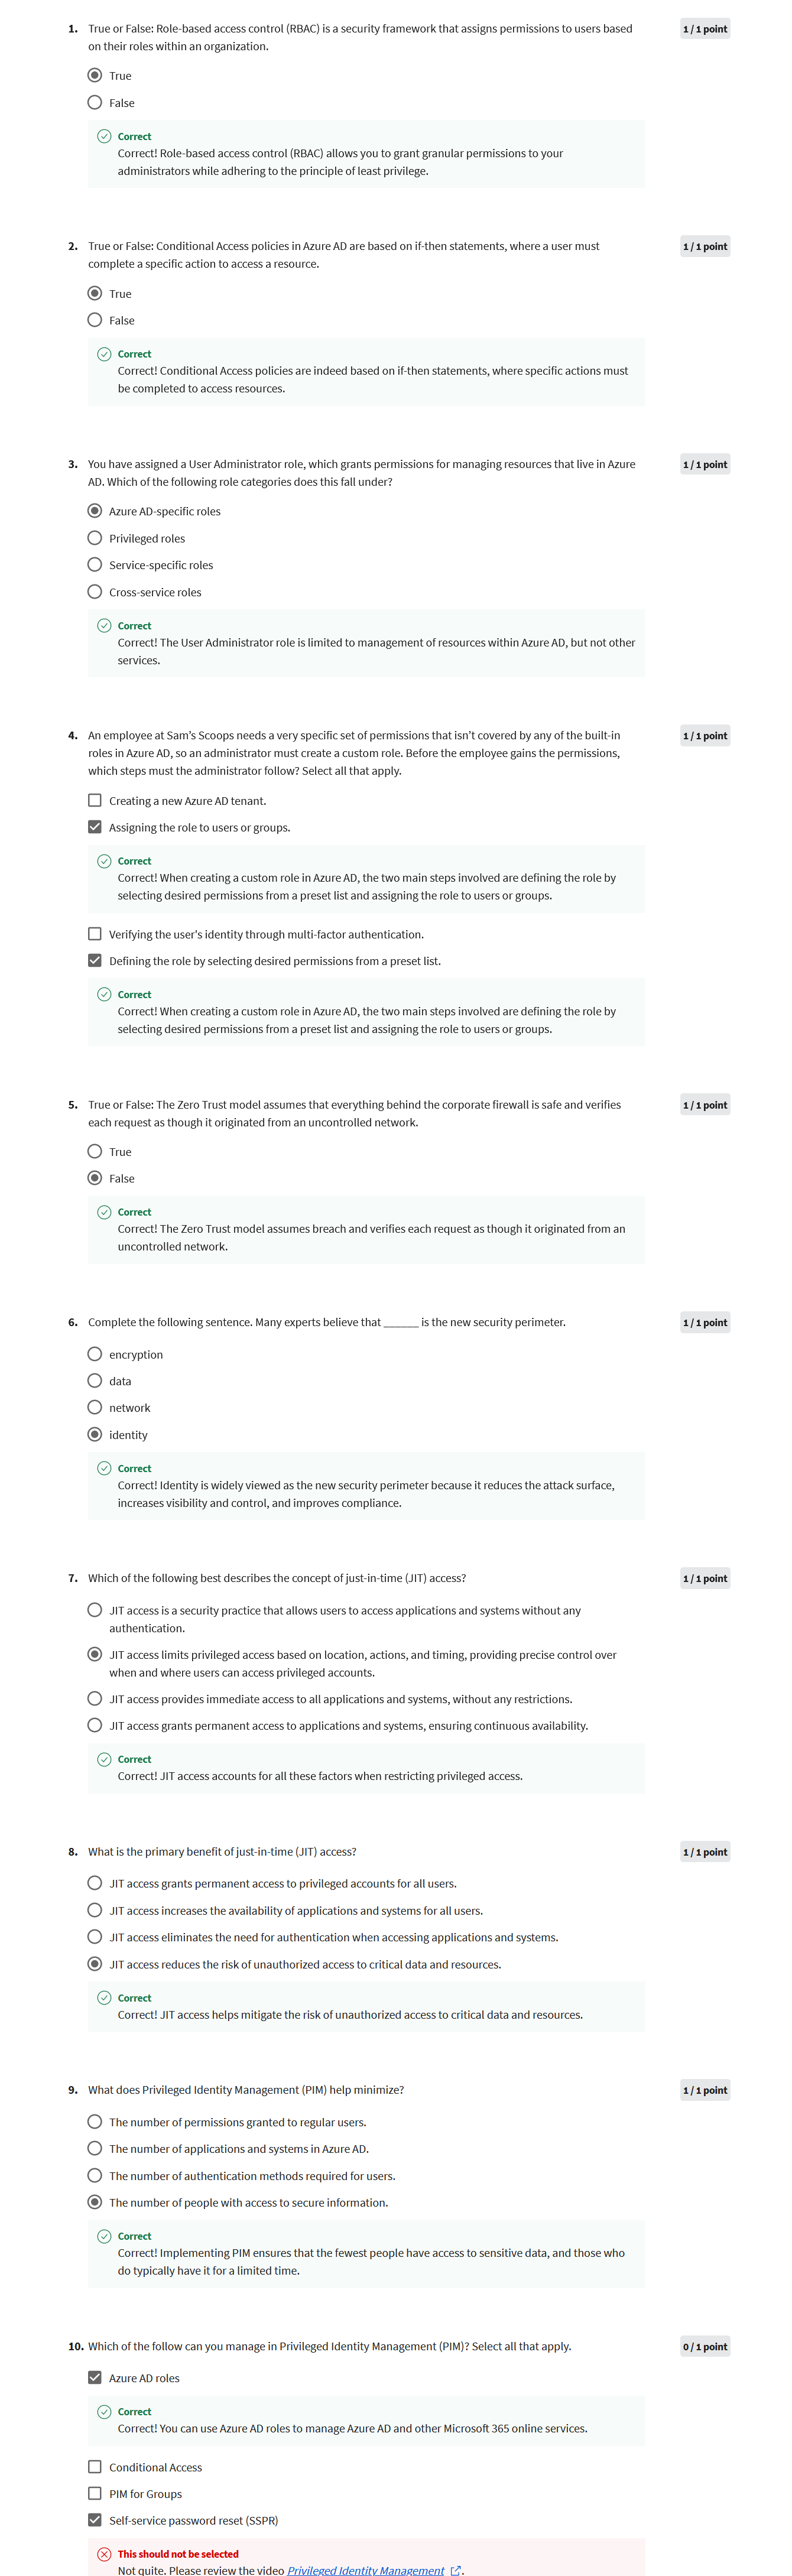 1. True or False: Role-based access control (RBAC) is a security framework that assigns permissions to users based
on their roles within an organization.
1 / 1 point
True
False
Correct
Correct! Role-based access control (RBAC) allows you to grant granular permissions to your
administrators while adhering to the principle of least privilege.
2. True or False: Conditional Access policies in Azure AD are based on if-then statements, where a user must
complete a specific action to access a resource.
1 / 1 point
True
False
Correct
Correct! Conditional Access policies are indeed based on if-then statements, where specific actions must
be completed to access resources.
3. You have assigned a User Administrator role, which grants permissions for managing resources that live in Azure
AD. Which of the following role categories does this fall under?
1 / 1 point
Azure AD-specific roles
Privileged roles
Service-specific roles
Cross-service roles
Correct
Correct! The User Administrator role is limited to management of resources within Azure AD, but not other
services.
4. An employee at Sam’s Scoops needs a very specific set of permissions that isn’t covered by any of the built-in
roles in Azure AD, so an administrator must create a custom role. Before the employee gains the permissions,
which steps must the administrator follow? Select all that apply.
1 / 1 point
Creating a new Azure AD tenant.
Assigning the role to users or groups.
Correct
Correct! When creating a custom role in Azure AD, the two main steps involved are defining the role by
selecting desired permissions from a preset list and assigning the role to users or groups.
Verifying the user's identity through multi-factor authentication.
Defining the role by selecting desired permissions from a preset list.
Correct
Correct! When creating a custom role in Azure AD, the two main steps involved are defining the role by
selecting desired permissions from a preset list and assigning the role to users or groups.
5. True or False: The Zero Trust model assumes that everything behind the corporate firewall is safe and verifies
each request as though it originated from an uncontrolled network.
1 / 1 point
True
False
Correct
Correct! The Zero Trust model assumes breach and verifies each request as though it originated from an
uncontrolled network.
6. Complete the following sentence. Many experts believe that ______ is the new security perimeter.
1 / 1 point
encryption
data
network
identity
Correct
Correct! Identity is widely viewed as the new security perimeter because it reduces the attack surface,
increases visibility and control, and improves compliance.
7. Which of the following best describes the concept of just-in-time (JIT) access?
1 / 1 point
JIT access is a security practice that allows users to access applications and systems without any
authentication.
JIT access limits privileged access based on location, actions, and timing, providing precise control over
when and where users can access privileged accounts.
JIT access provides immediate access to all applications and systems, without any restrictions.
JIT access grants permanent access to applications and systems, ensuring continuous availability.
Correct
Correct! JIT access accounts for all these factors when restricting privileged access.
8. What is the primary benefit of just-in-time (JIT) access?
1 / 1 point
JIT access grants permanent access to privileged accounts for all users.
JIT access increases the availability of applications and systems for all users.
JIT access eliminates the need for authentication when accessing applications and systems.
JIT access reduces the risk of unauthorized access to critical data and resources.
Correct
Correct! JIT access helps mitigate the risk of unauthorized access to critical data and resources.
9. What does Privileged Identity Management (PIM) help minimize?
1 / 1 point
The number of permissions granted to regular users.
The number of applications and systems in Azure AD.
The number of authentication methods required for users.
The number of people with access to secure information.
Correct
Correct! Implementing PIM ensures that the fewest people have access to sensitive data, and those who
do typically have it for a limited time.
10. Which of the follow can you manage in Privileged Identity Management (PIM)? Select all that apply.
0 / 1 point
Azure AD roles
Correct
Correct! You can use Azure AD roles to manage Azure AD and other Microsoft 365 online services.
Conditional Access
PIM for Groups
Self-service password reset (SSPR)
This should not be selected
Not quite. Please review the video Privileged Identity Management .